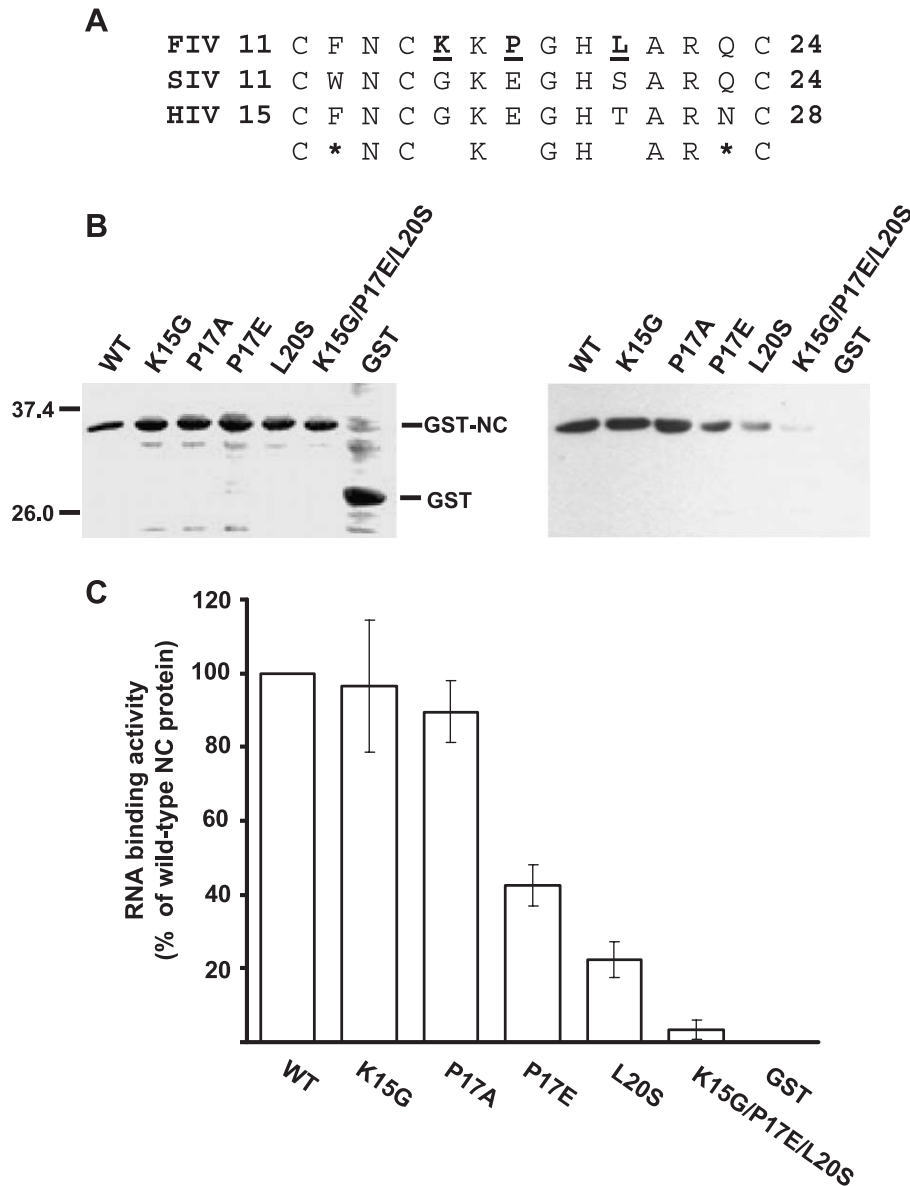 A
FIV 11 C F N C K K P G H L A R Q C 24
SIV 11 C W N C G K E G H S A R Q C 24
HIV 15 C F N C G K E G H T A R N C 28
C * N C K G H A R * C
B
WT K15G P17A P17E L20S K15G/P17E/L20S GST
WT K15G P17A P17E L20S K15G/P17E/L20S GST
37.4
GST-NC
GST
26.0
C
RNA binding activity
(% of wild-type NC protein)
120
100
80
60
40
20
WT K15G P17A P17E L20S K15G/P17E/L20S GST